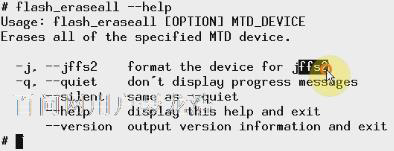 # flash_eraseall --help
Usage: flash_eraseall [OPTION] MTD_DEVICE
Erases all of the specified MTD device.
-j, --jffs2 format the device for jffs2
-q, --quiet don't display progress messages
--silent same as --quiet
--help display this help and exit
--version output version information and exit
#